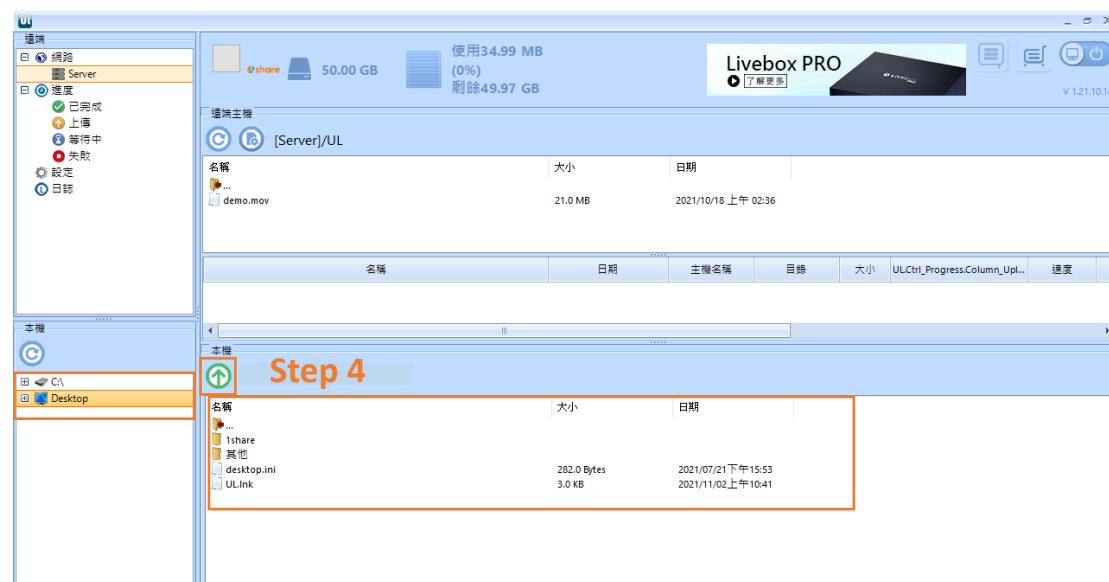 UL
遠端
網路
Server
進度
已完成
上傳
等待中
失敗
設定
日誌
Ushare
50.00 GB
使用34.99 MB
(0%)
剩餘49.97 GB
Livebox PRO
了解更多
V 1.21.10.1
遠端主機
[Server]/UL
名稱 大小 日期
...
demo.mov 21.0 MB 2021/10/18 上午 02:36
名稱 日期 主機名稱 目錄 大小 ULCtrl_Progress.Column_Upl... 速度
本機
C:\
Desktop
本機
Step 4
名稱 大小 日期
...
1share
其他
desktop.ini 282.0 Bytes 2021/07/21下午15:53
UL.lnk 3.0 KB 2021/11/02上午10:41